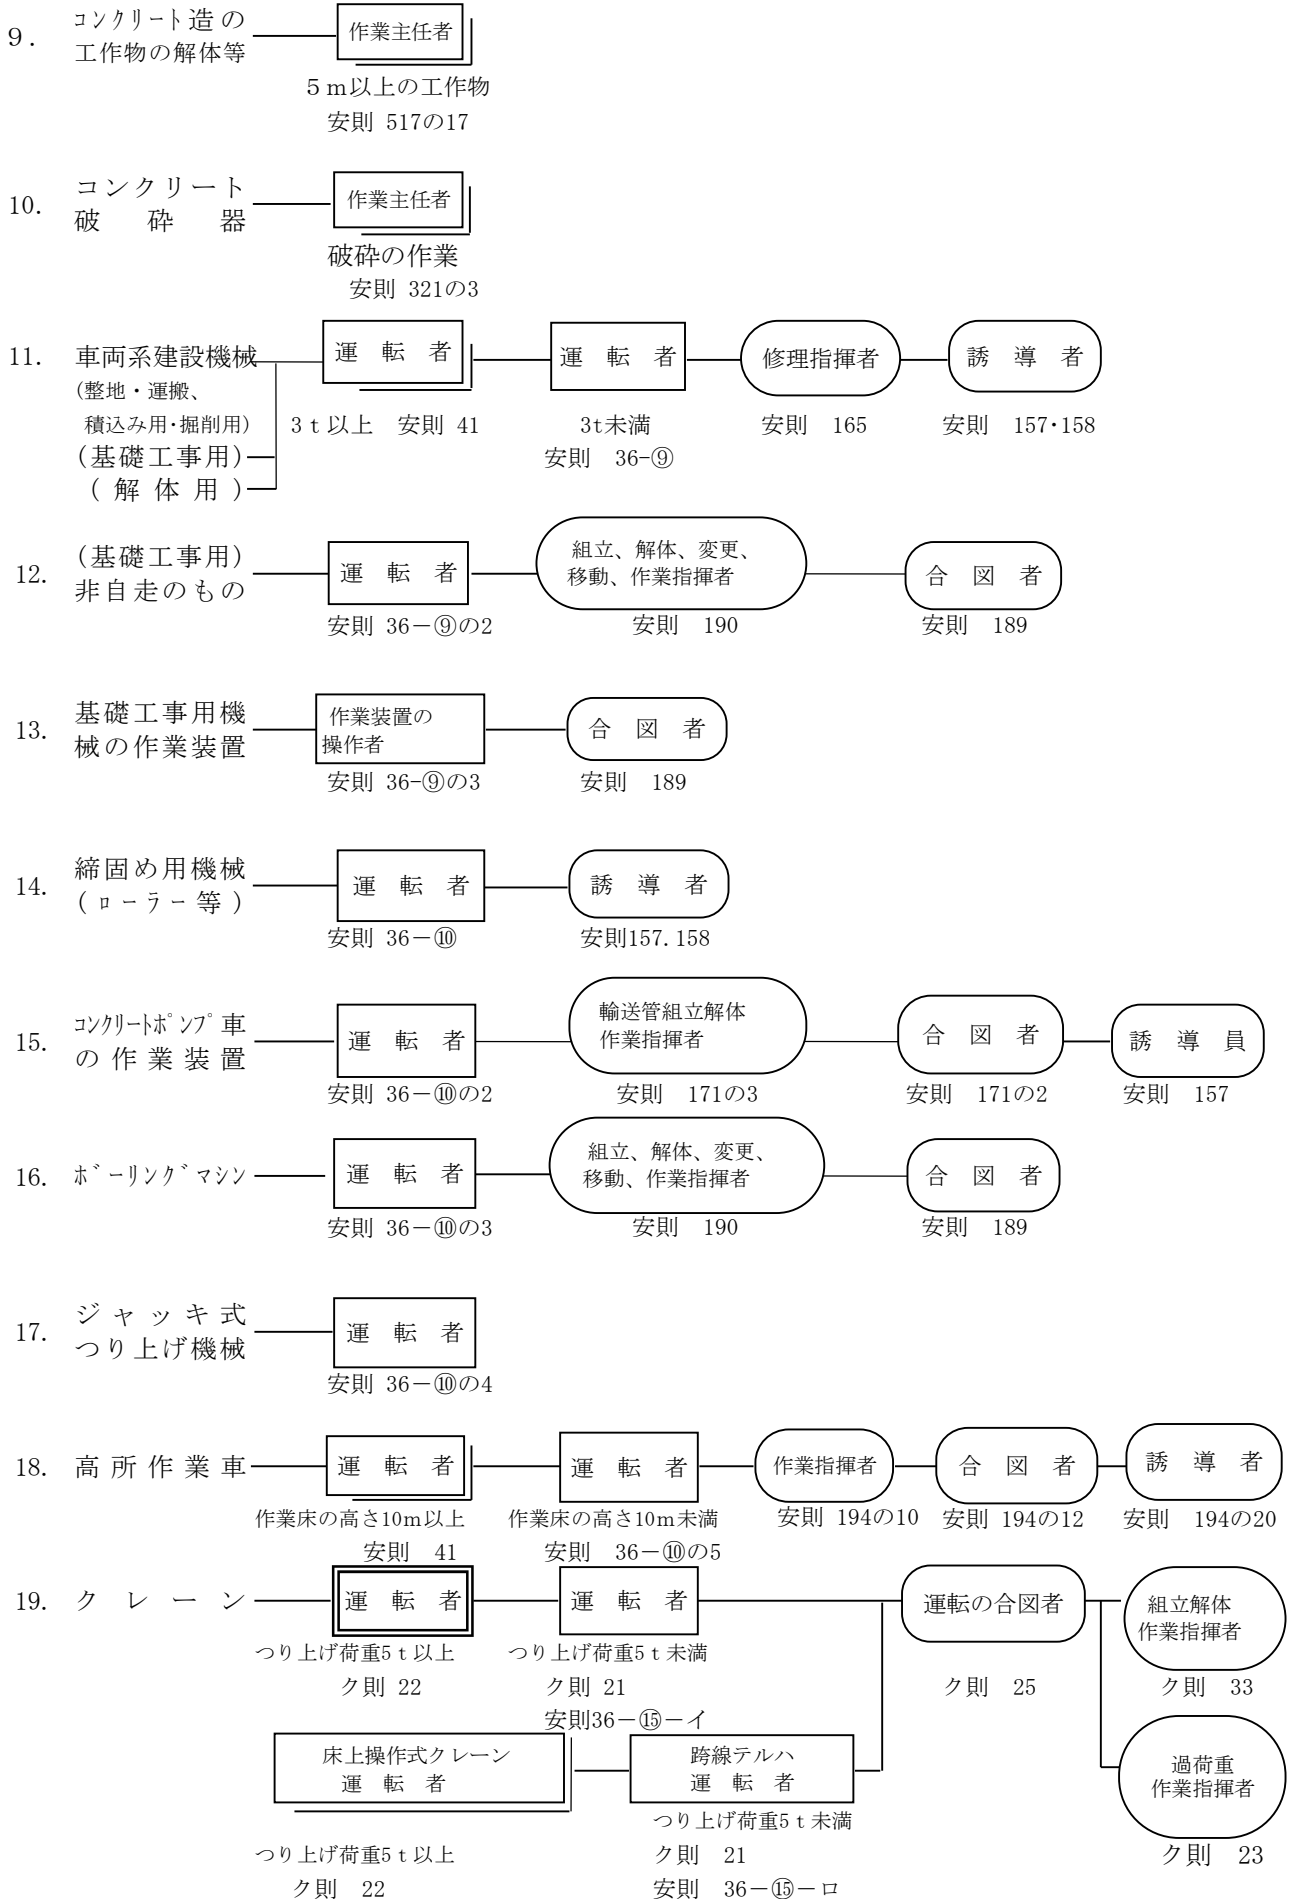 9. コンクリート造の
工作物の解体等
作業主任者
5m以上の工作物
安則 517の17
10. コンクリート
破砕器
作業主任者
破砕の作業
安則 321の3
11. 車両系建設機械
(整地・運搬、
積込み用・掘削用)
(基礎工事用)
(解体用)
運転者
3t以上 安則 41
運転者
3t未満
安則 36-⑨
修理指揮者
安則 165
誘導者
安則 157・158
12. (基礎工事用)
非自走のもの
運転者
安則 36-⑨の2
組立、解体、変更、
移動、作業指揮者
安則 190
合図者
安則 189
13. 基礎工事用機
械の作業装置
作業装置の
操作者
安則 36-⑨の3
合図者
安則 189
14. 締固め用機械
(ローラー等)
運転者
安則 36-⑩
誘導者
安則157.158
15. コンクリートポンプ車
の作業装置
運転者
安則 36-⑩の2
輸送管組立解体
作業指揮者
安則 171の3
合図者
安則 171の2
誘導員
安則 157
16. ボーリングマシン
運転者
安則 36-⑩の3
組立、解体、変更、
移動、作業指揮者
安則 190
合図者
安則 189
17. ジャッキ式
つり上げ機械
運転者
安則 36-⑩の4
18. 高所作業車
運転者
作業床の高さ10m以上
安則 41
運転者
作業床の高さ10m未満
安則 36-⑩の5
作業指揮者
安則 194の10
合図者
安則 194の12
誘導者
安則 194の20
19. クレーン
運転者
つり上げ荷重5t以上
ク則 22
運転者
つり上げ荷重5t未満
ク則 21
安則36-⑮-イ
運転の合図者
ク則 25
組立解体
作業指揮者
ク則 33
床上操作式クレーン
運転者
つり上げ荷重5t以上
ク則 22
跨線テルハ
運転者
つり上げ荷重5t未満
ク則 21
安則 36-⑮-ロ
過荷重
作業指揮者
ク則 23